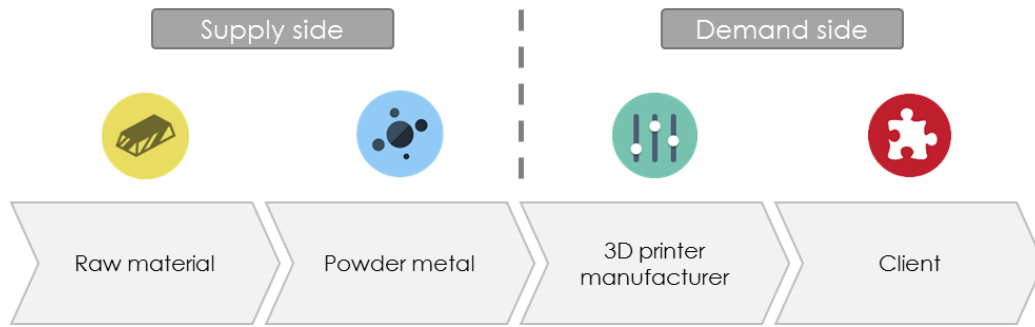 Supply side
Demand side
Raw material
Powder metal
3D printer
manufacturer
Client